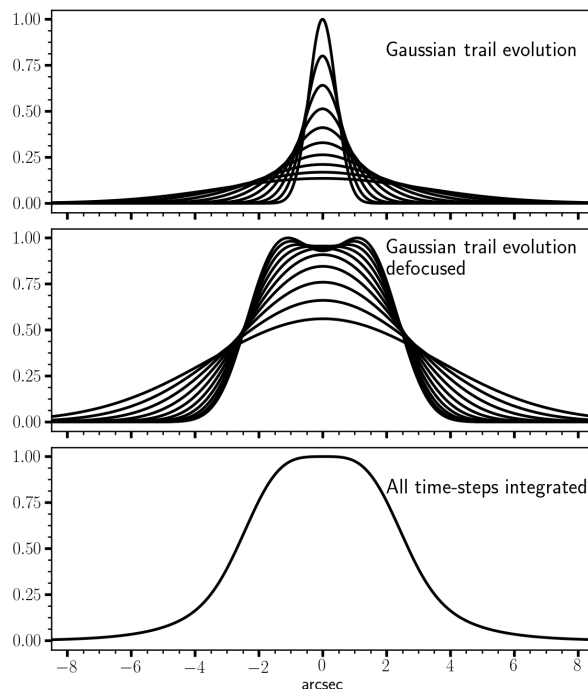 1.00
Gaussian trail evolution
0.75
0.50
0.25
0.00
1.00
Gaussian trail evolution
defocused
0.75
0.50
0.25
0.00
1.00
All time-steps integrated
0.75
0.50
0.25
0.00
−8 −6 −4 −2 0 2 4 6 8
arcsec